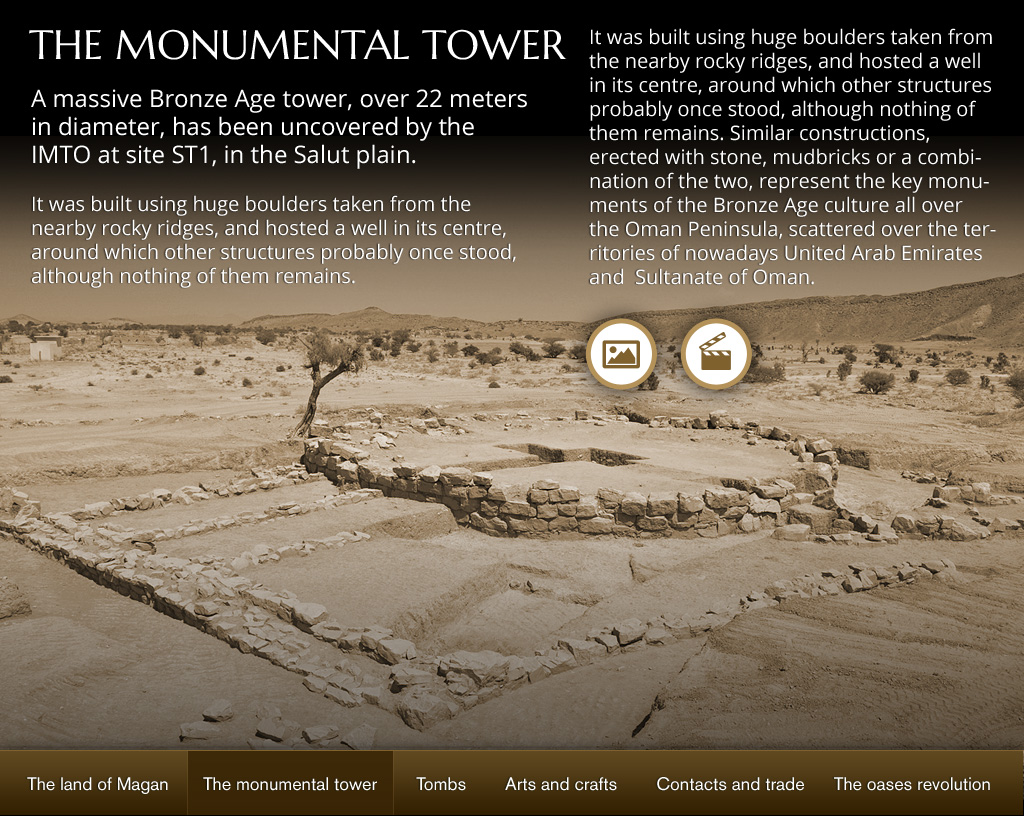 THE MONUMENTAL TOWER
A massive Bronze Age tower, over 22 meters
in diameter, has been uncovered by the
IMTO at site ST1, in the Salut plain.
It was built using huge boulders taken from the
nearby rocky ridges, and hosted a well in its centre,
around which other structures probably once stood,
although nothing of them remains.
It was built using huge boulders taken from
the nearby rocky ridges, and hosted a well
in its centre, around which other structures
probably once stood, although nothing of
them remains. Similar constructions,
erected with stone, mudbricks or a combi-
nation of the two, represent the key monu-
ments of the Bronze Age culture all over
the Oman Peninsula, scattered over the ter-
ritories of nowadays United Arab Emirates
and  Sultanate of Oman.
The land of Magan
The monumental tower
Tombs
Arts and crafts
Contacts and trade
The oases revolution